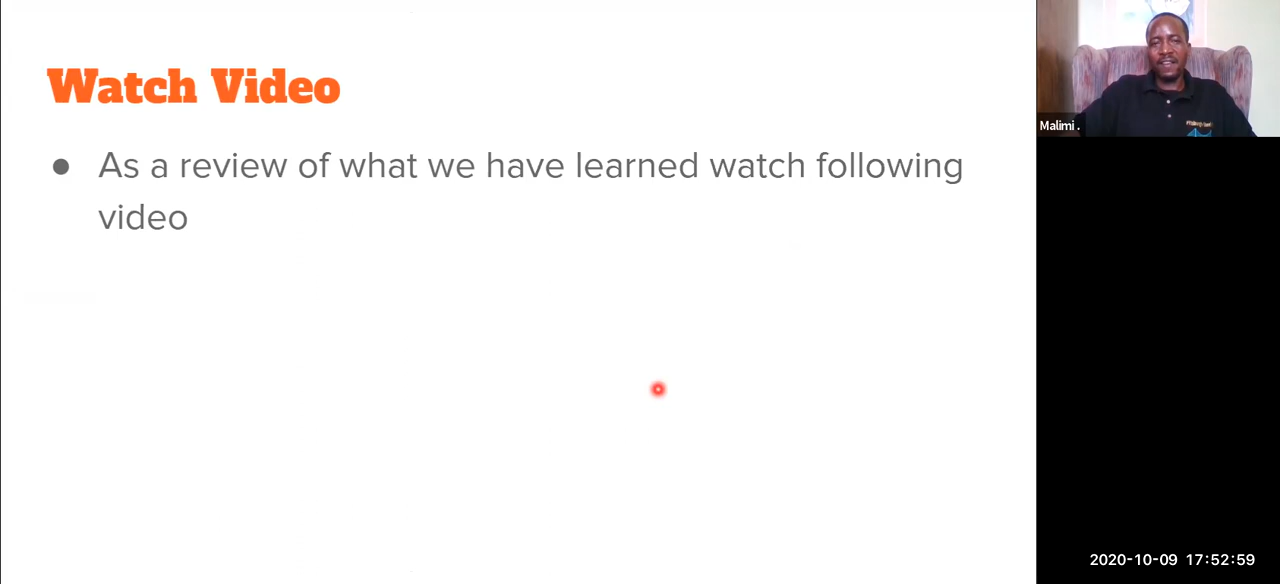 Watch Video
● As a review of what we have learned watch following
video
Malimi .
2020-10-09 17:52:59